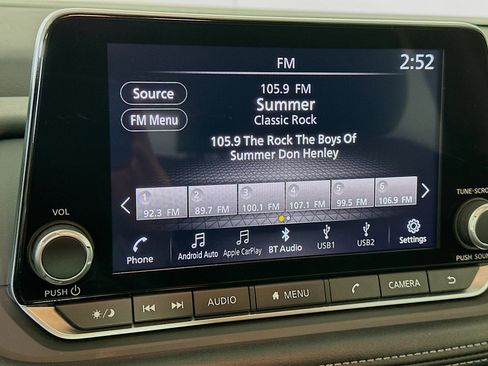 FM
2:52
Source
105.9 FM
Summer
FM Menu
Classic Rock
105.9 The Rock The Boys Of
Summer Don Henley
1 2 3 4 5 6
92.3 FM 89.7 FM 100.1 FM 107.1 FM 99.5 FM 106.9 FM
VOL
TUNE-SCRO
Phone
Android Auto
Apple CarPlay
BT Audio
USB1
USB2
Settings
PUSH
AUDIO
MENU
CAMERA
PUSH SOUN